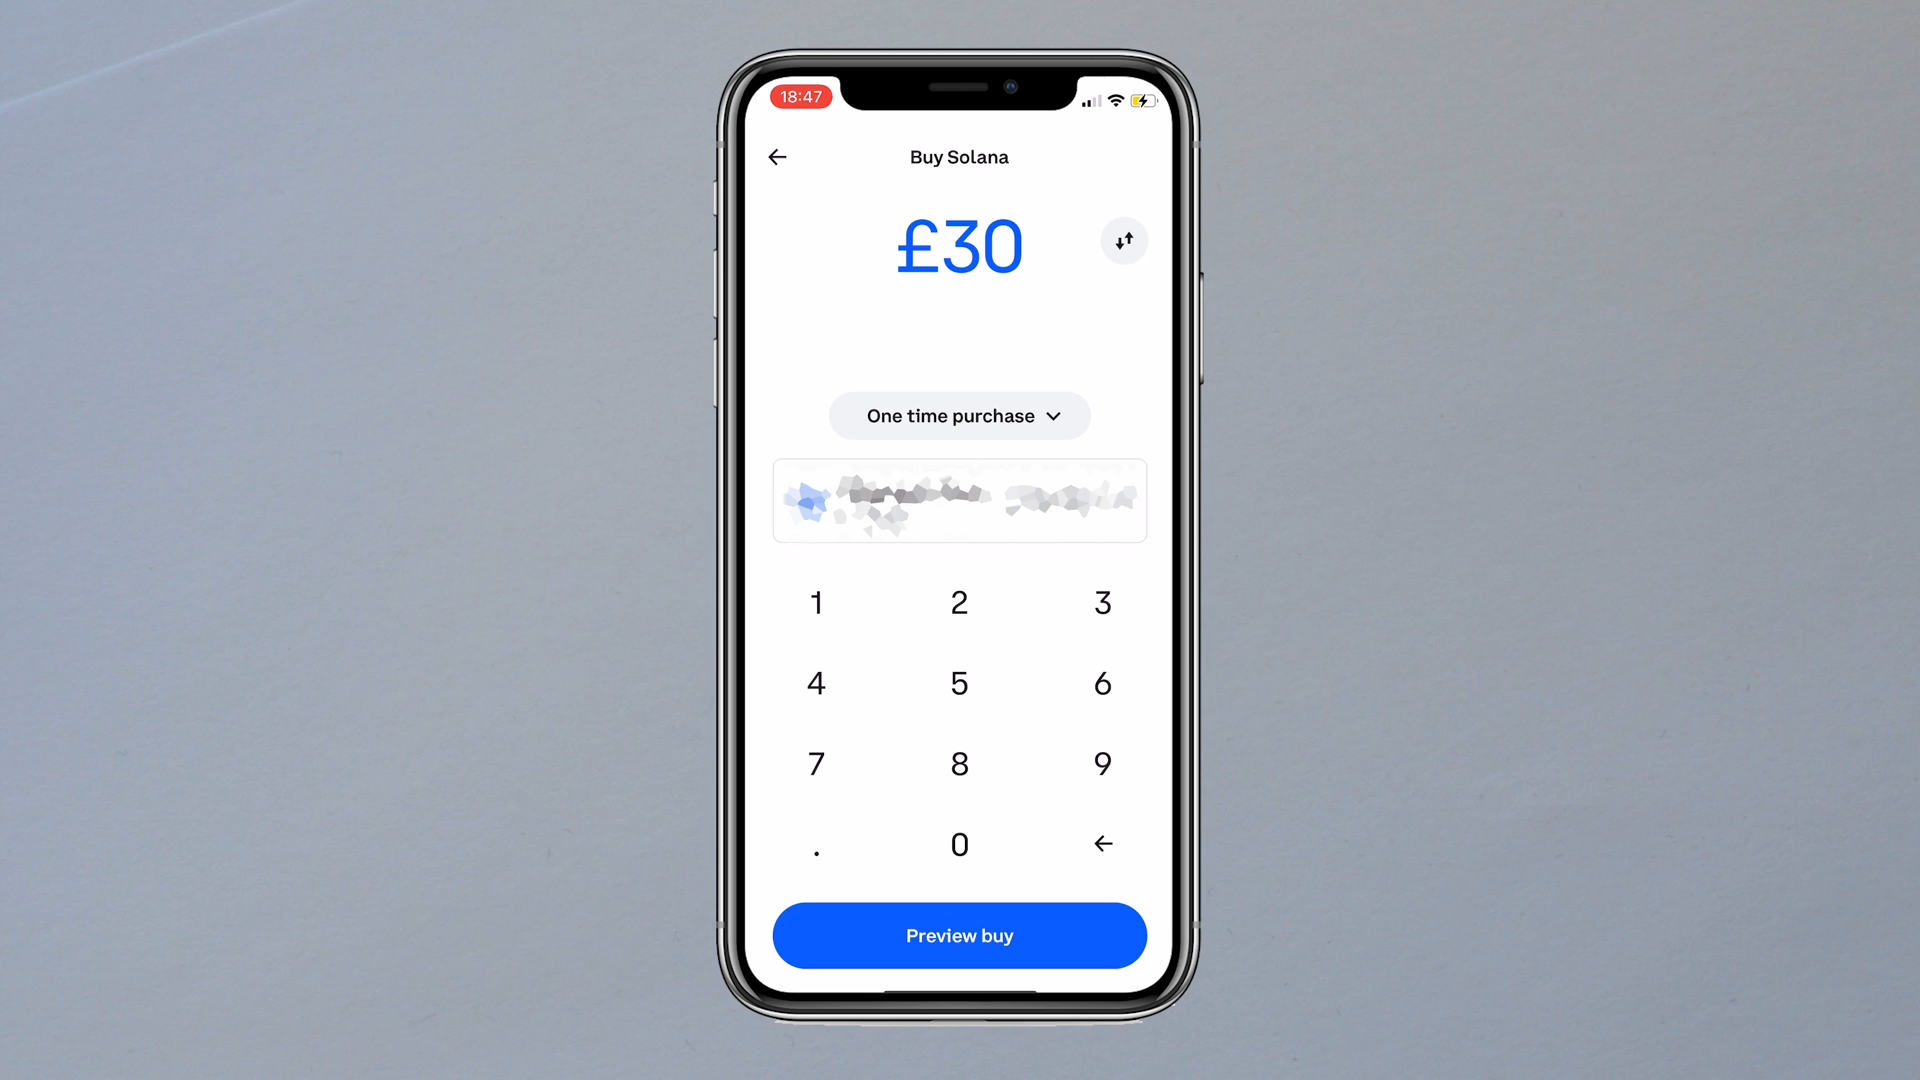 18:47
Buy Solana
£30
One time purchase
1 2 3
4 5 6
7 8 9
. 0
Preview buy